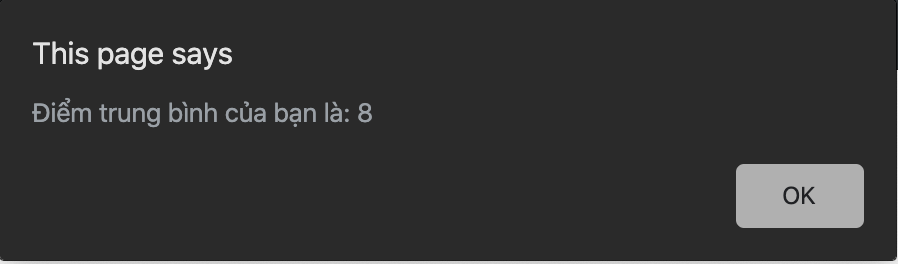 This page says
Điểm trung bình của bạn là: 8
OK